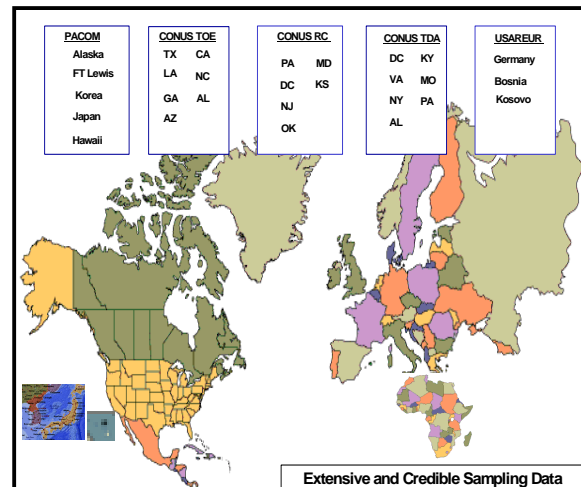 PACOM
Alaska
FT Lewis
Korea
Japan
Hawaii
CONUS TOE
TX CA
LA NC
GA AL
AZ
CONUS RC
PA MD
DC KS
NJ
OK
CONUS TDA
DC KY
VA MO
NY PA
AL
USAREUR
Germany
Bosnia
Kosovo
Extensive and Credible Sampling Data